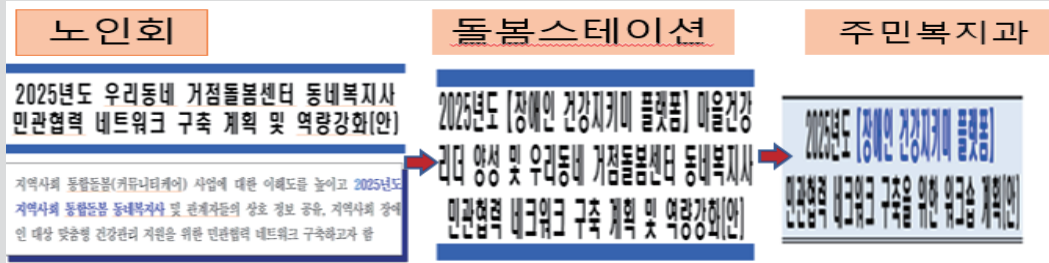 노인회
2025년도 우리동네 거점돌봄센터 동네복지사
민관협력 네트워크 구축 계획 및 역량강화(안)
지역사회 통합돌봄(커뮤니티케어) 사업에 대한 이해도를 높이고 2025년도
지역사회 통합돌봄 동네복지사 및 관계자들의 상호 정보 공유, 지역사회 장애
인 대상 맞춤형 건강관리 지원을 위한 민관협력 네트워크 구축하고자 함
돌봄스테이션
2025년도 [장애인 건강지키미 플랫폼] 마을건강
리더 양성 및 우리동네 거점돌봄센터 동네복지사
민관협력 네크워크 구축 계획 및 역량강화(안)
주민복지과
2025년도 [장애인 건강지키미 플랫폼]
민관협력 네크워크 구축을 위한 워크숍 계획(안)